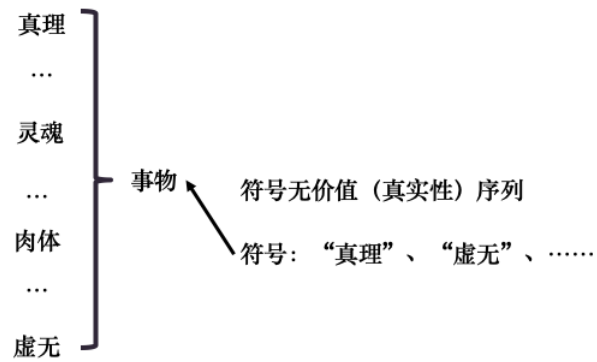 真理
…
灵魂
…
肉体
…
虚无
事物
符号无价值（真实性）序列
符号：“真理”、“虚无”、……